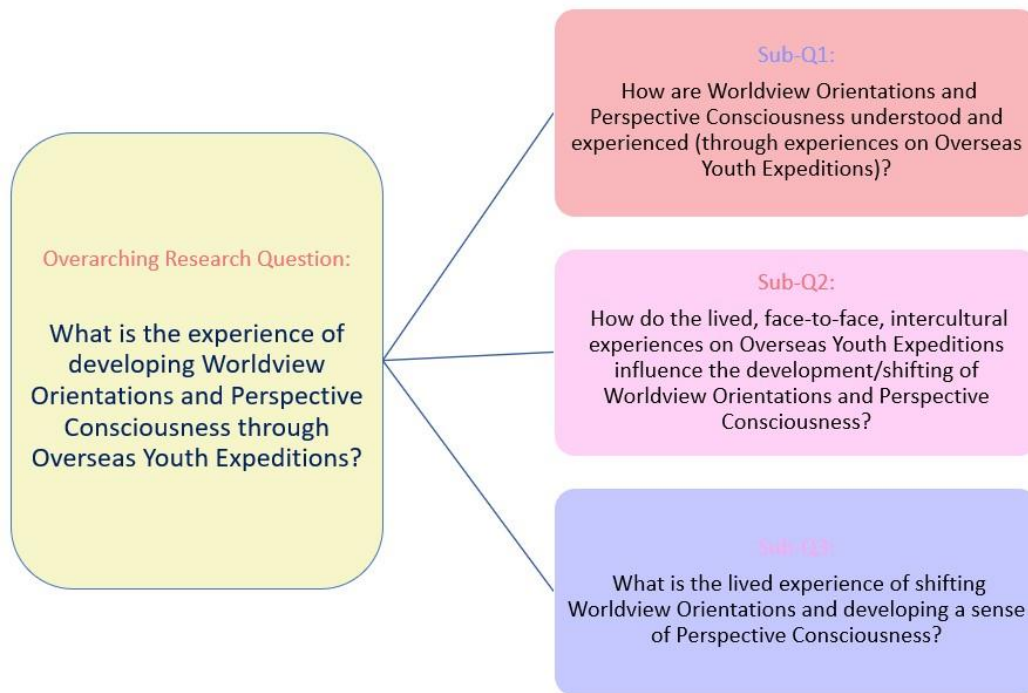 Overarching Research Question:
What is the experience of
developing Worldview
Orientations and Perspective
Consciousness through
Overseas Youth Expeditions?
Sub-Q1:
How are Worldview Orientations and
Perspective Consciousness understood and
experienced (through experiences on Overseas
Youth Expeditions)?
Sub-Q2:
How do the lived, face-to-face, intercultural
experiences on Overseas Youth Expeditions
influence the development/shifting of
Worldview Orientations and Perspective
Consciousness?
Sub-Q3:
What is the lived experience of shifting
Worldview Orientations and developing a sense
of Perspective Consciousness?